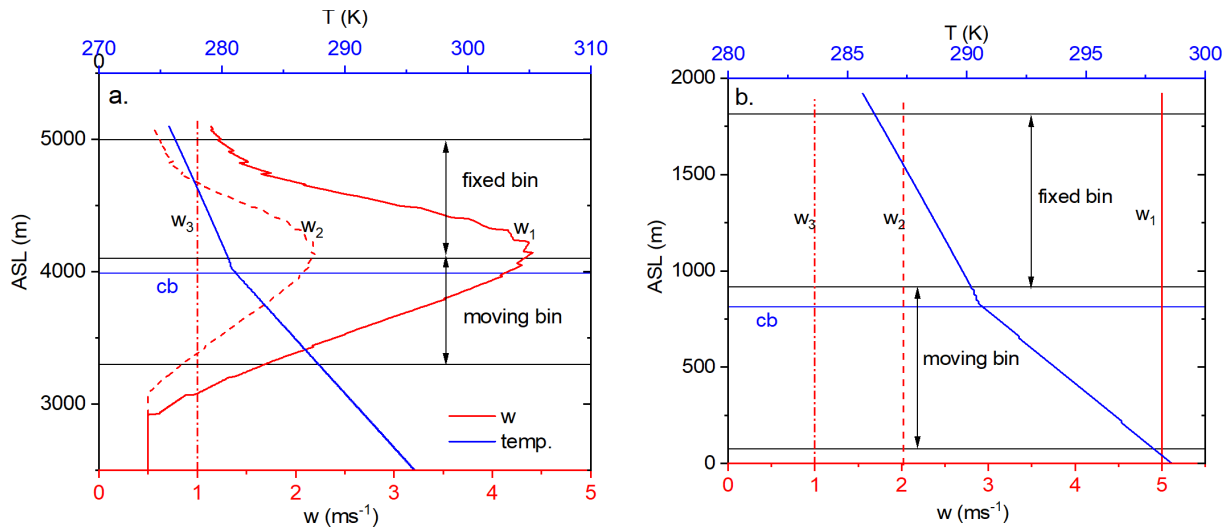 T (K)
270 280 290 300 310
0
a.
5000
4000
3000
ASL (m)
fixed bin
w3
w2
w1
cb
moving bin
w
temp.
0 1 2 3 4 5
w (ms-1)
T (K)
280 285 290 295 300
b.
2000
1500
1000
500
0
ASL (m)
fixed bin
w3
w2
w1
cb
moving bin
0 1 2 3 4 5
w (ms-1)